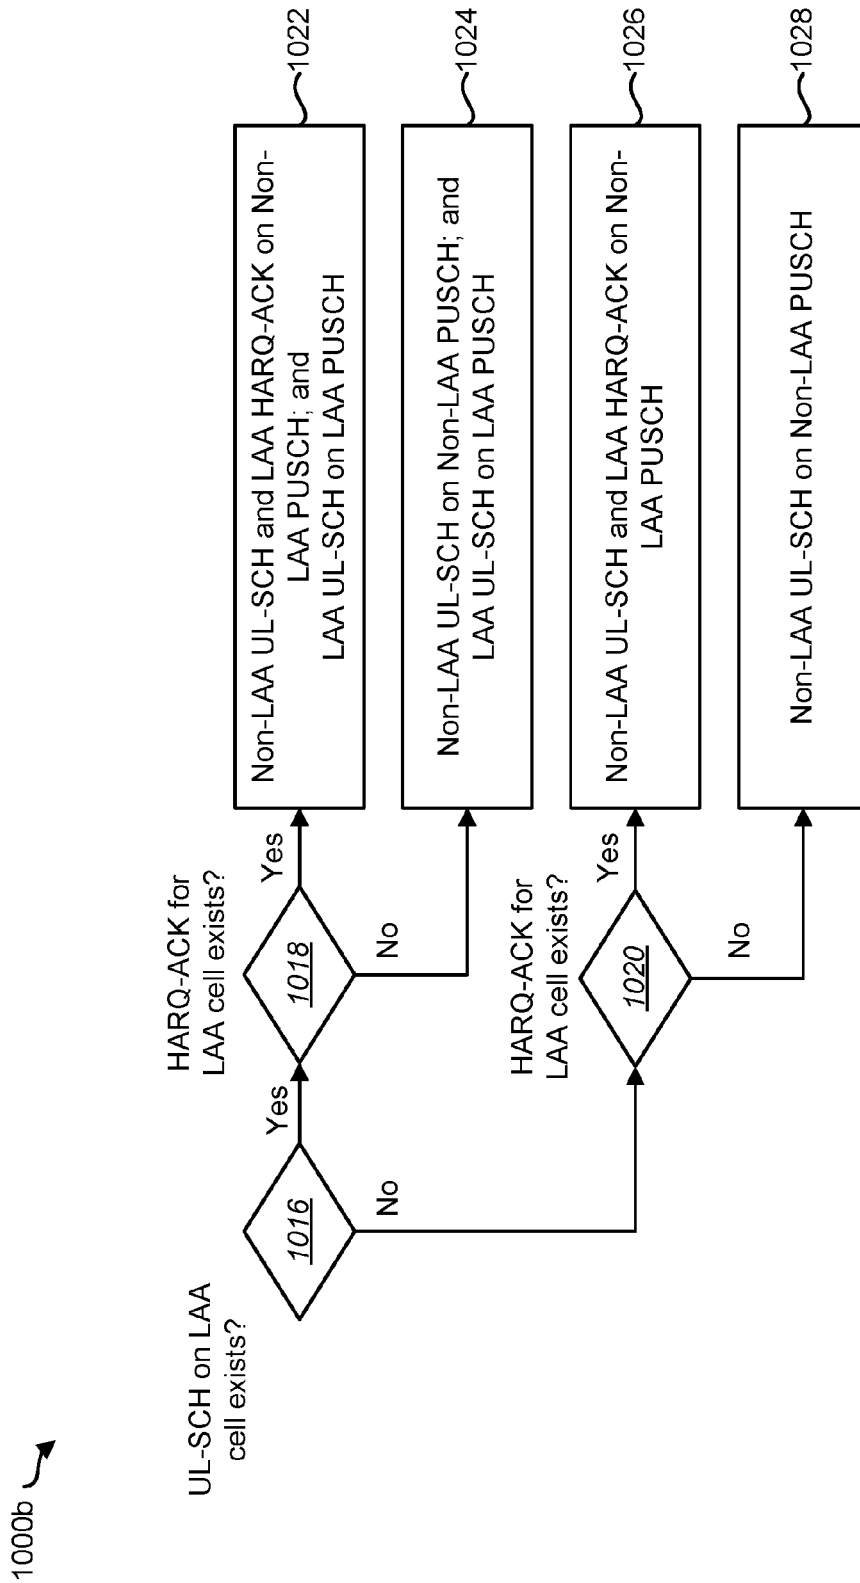 1000b
UL-SCH on LAA
cell exists?
1016
Yes
No
HARQ-ACK for
LAA cell exists?
1018
Yes
No
Non-LAA UL-SCH and LAA HARQ-ACK on Non-
LAA PUSCH; and
LAA UL-SCH on LAA PUSCH
1022
Non-LAA UL-SCH on Non-LAA PUSCH; and
LAA UL-SCH on LAA PUSCH
1024
HARQ-ACK for
LAA cell exists?
1020
Yes
No
Non-LAA UL-SCH and LAA HARQ-ACK on Non-
LAA PUSCH
1026
Non-LAA UL-SCH on Non-LAA PUSCH
1028